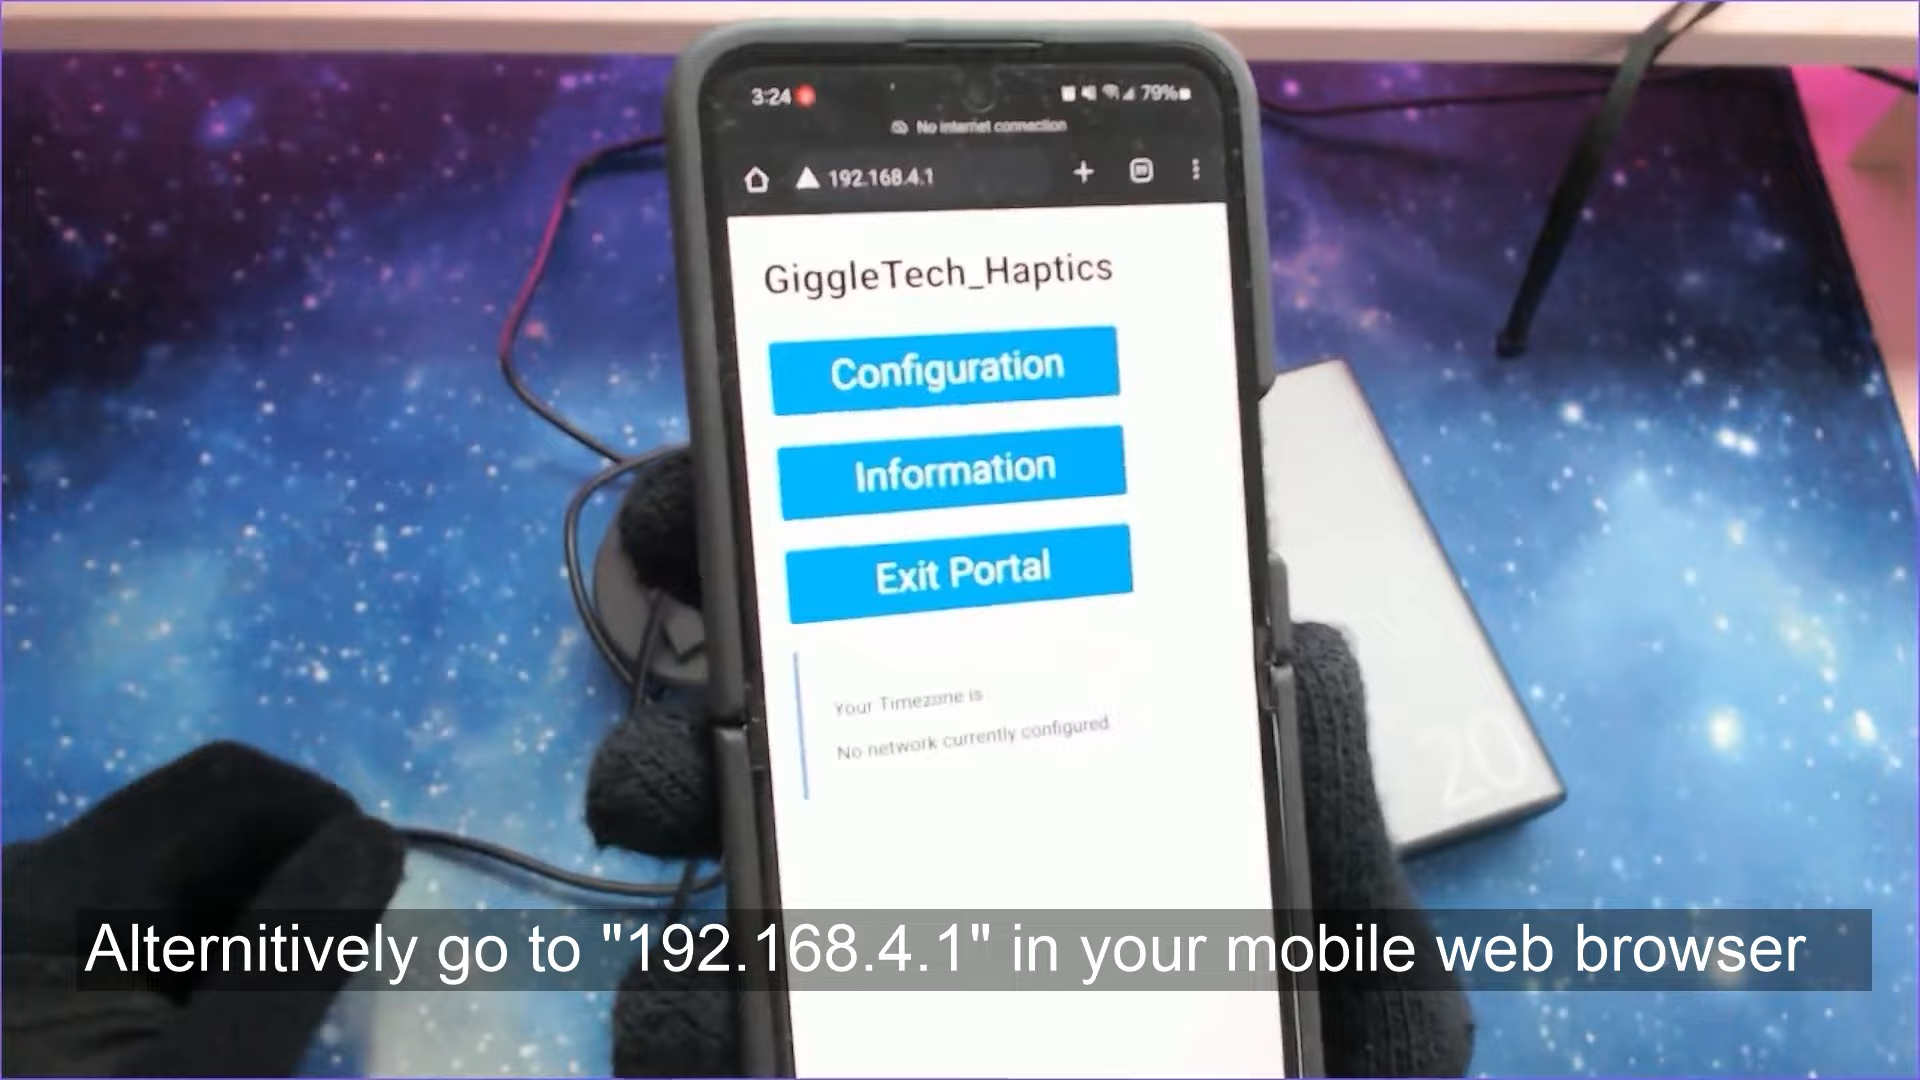 3:24
79%
No internet connection
192.168.4.1
GiggleTech_Haptics
Configuration
Information
Exit Portal
Your Timezone is
No network currently configured.
20
Alternitively go to "192.168.4.1" in your mobile web browser